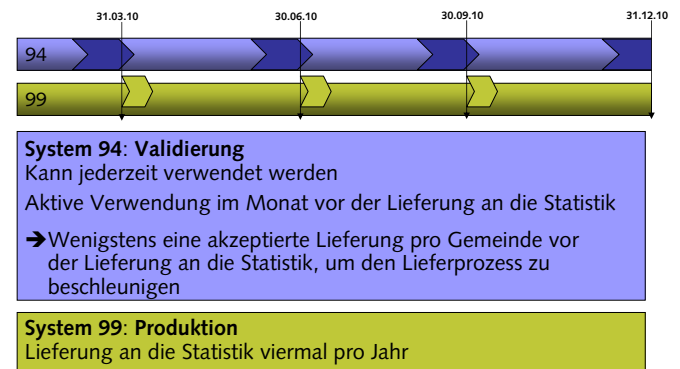 31.03.10 30.06.10 30.09.10 31.12.10
94
99
System 94: Validierung
Kann jederzeit verwendet werden
Aktive Verwendung im Monat vor der Lieferung an die Statistik
➔Wenigstens eine akzeptierte Lieferung pro Gemeinde vor
der Lieferung an die Statistik, um den Lieferprozess zu
beschleunigen
System 99: Produktion
Lieferung an die Statistik viermal pro Jahr